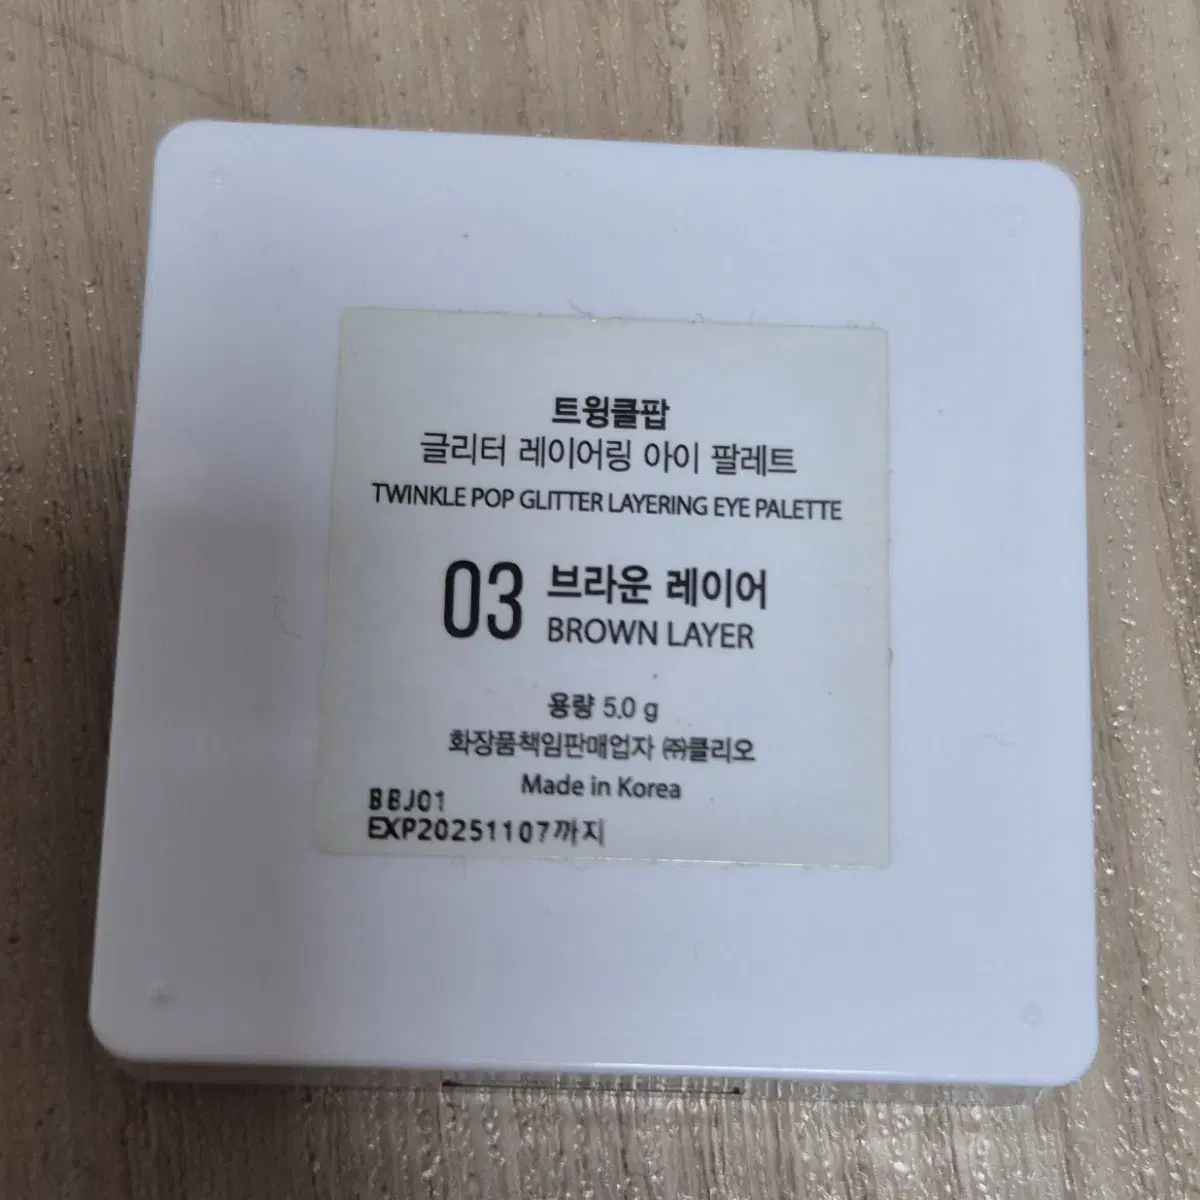 트윙클팝
글리터 레이어링 아이 팔레트
TWINKLE POP GLITTER LAYERING EYE PALETTE
03 브라운 레이어
BROWN LAYER
용량 5.0 g
화장품책임판매업자 ㈜클리오
Made in Korea
BBJ01
EXP20251107까지